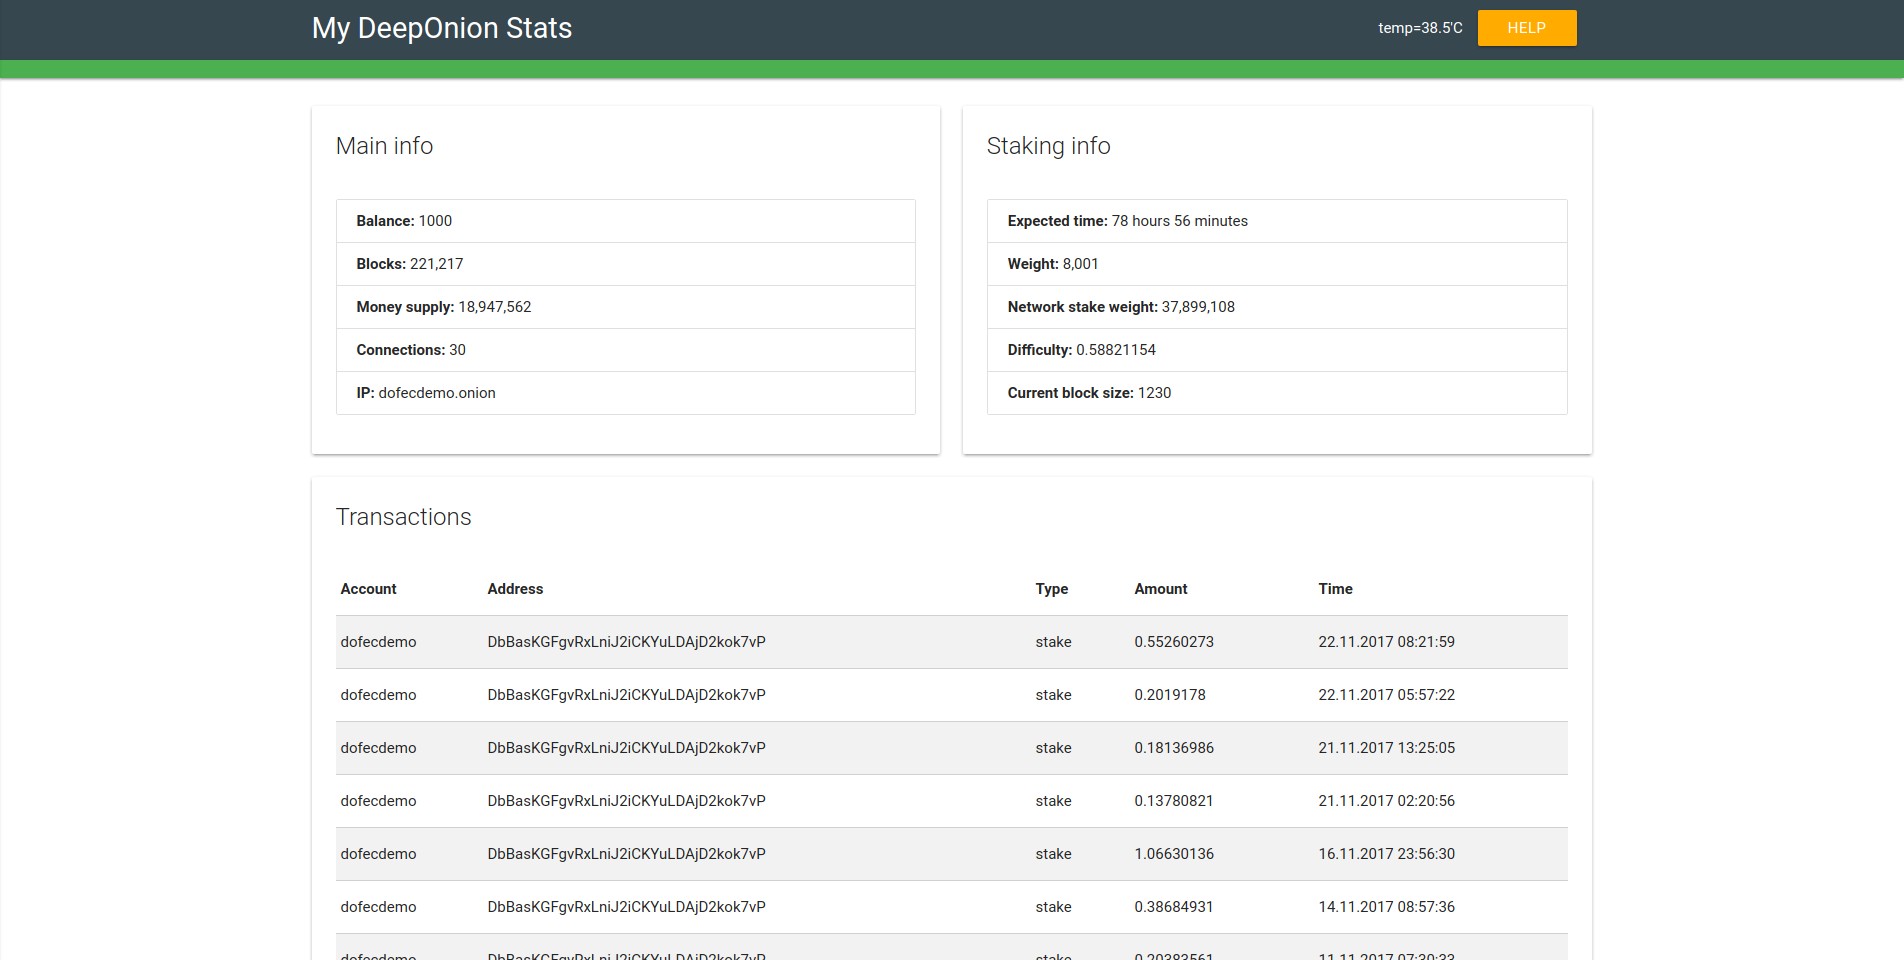 My DeepOnion Stats
temp=38.5'C
HELP
Main info
Balance: 1000
Blocks: 221,217
Money supply: 18,947,562
Connections: 30
IP: dofecdemo.onion
Staking info
Expected time: 78 hours 56 minutes
Weight: 8,001
Network stake weight: 37,899,108
Difficulty: 0.58821154
Current block size: 1230
Transactions
Account Address Type Amount Time
dofecdemo DbBasKGFgvRxLniJ2iCKYuLDAjD2kok7vP stake 0.55260273 22.11.2017 08:21:59
dofecdemo DbBasKGFgvRxLniJ2iCKYuLDAjD2kok7vP stake 0.2019178 22.11.2017 05:57:22
dofecdemo DbBasKGFgvRxLniJ2iCKYuLDAjD2kok7vP stake 0.18136986 21.11.2017 13:25:05
dofecdemo DbBasKGFgvRxLniJ2iCKYuLDAjD2kok7vP stake 0.13780821 21.11.2017 02:20:56
dofecdemo DbBasKGFgvRxLniJ2iCKYuLDAjD2kok7vP stake 1.06630136 16.11.2017 23:56:30
dofecdemo DbBasKGFgvRxLniJ2iCKYuLDAjD2kok7vP stake 0.38684931 14.11.2017 08:57:36
dofecdemo DbBasKGFgvRxLniJ2iCKYuLDAjD2kok7vP stake